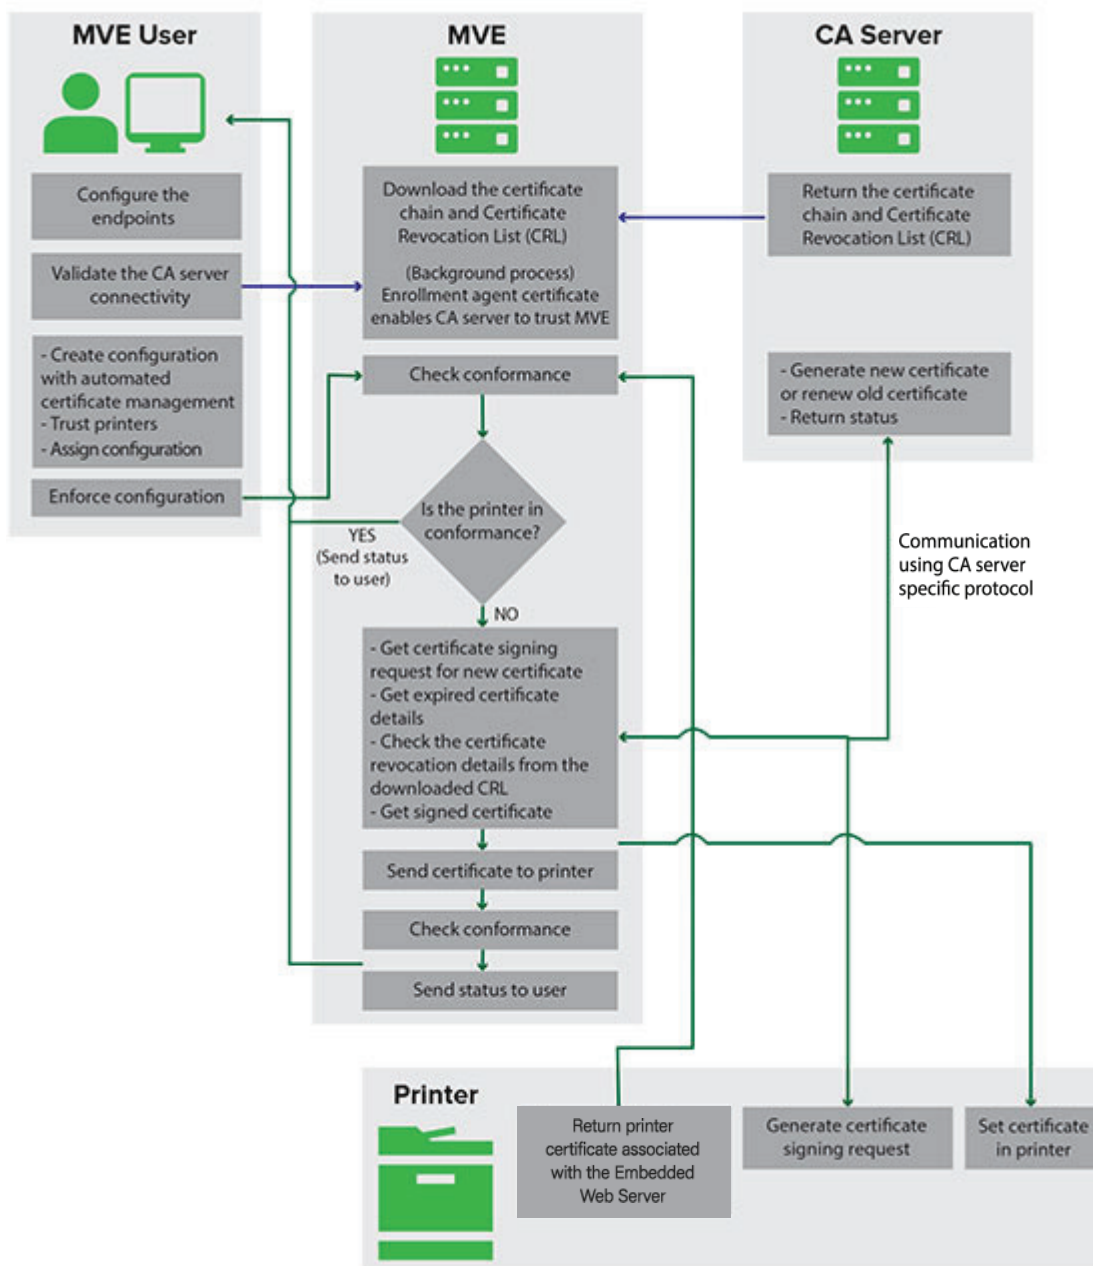 MVE User
Configure the
endpoints
Validate the CA server
connectivity
- Create configuration
with automated
certificate management
- Trust printers
- Assign configuration
Enforce configuration
MVE
Download the certificate
chain and Certificate
Revocation List (CRL)
(Background process)
Enrollment agent certificate
enables CA server to trust MVE
Check conformance
Is the printer in
conformance?
YES
(Send status
to user)
NO
- Get certificate signing
request for new certificate
- Get expired certificate
details
- Check the certificate
revocation details from the
downloaded CRL
- Get signed certificate
Send certificate to printer
Check conformance
Send status to user
CA Server
Return the certificate
chain and Certificate
Revocation List (CRL)
- Generate new certificate
or renew old certificate
- Return status
Communication
using CA server
specific protocol
Printer
Return printer
certificate associated
with the Embedded
Web Server
Generate certificate
signing request
Set certificate
in printer